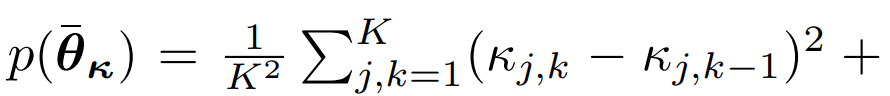 p(θ̄_κ) = 1/K² ∑_{j,k=1}^{K} (κ_{j,k} − κ_{j,k−1})² +